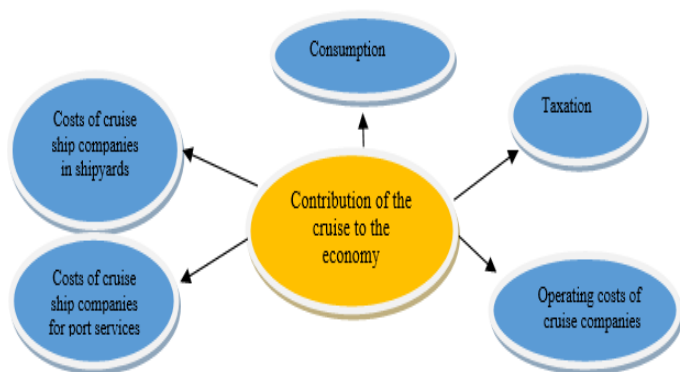 Consumption
Taxation
Costs of cruise
ship companies
in shipyards
Contribution of the
cruise to the
economy
Costs of cruise
ship companies
for port services
Operating costs of
cruise companies